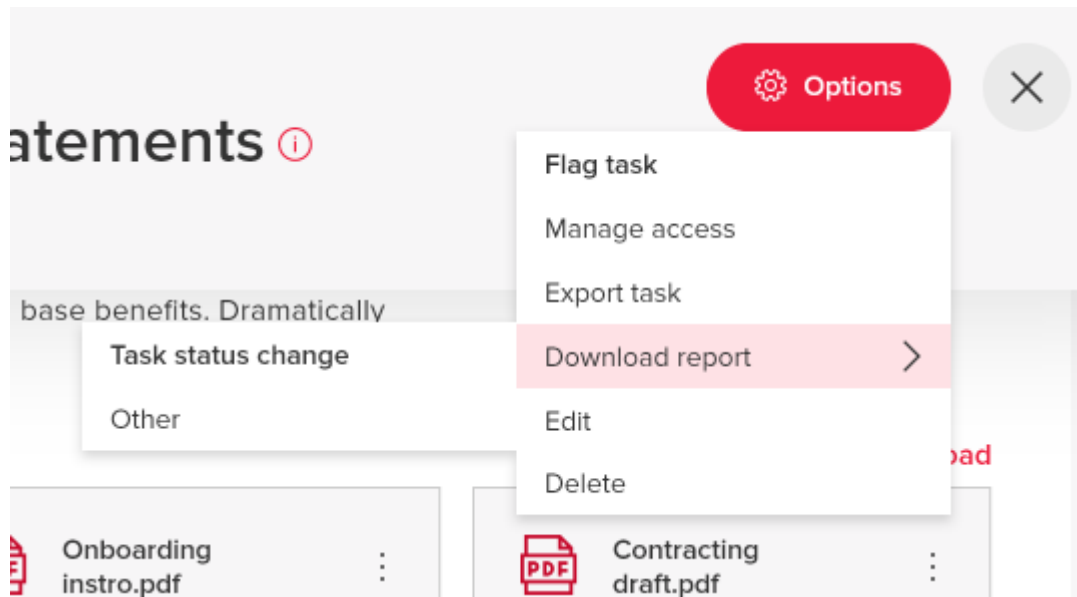 Options
atements
Flag task
Manage access
Export task
base benefits. Dramatically
Task status change
Download report
Other
Edit
oad
Delete
PDF
Onboarding
instro.pdf
PDF
Contracting
draft.pdf